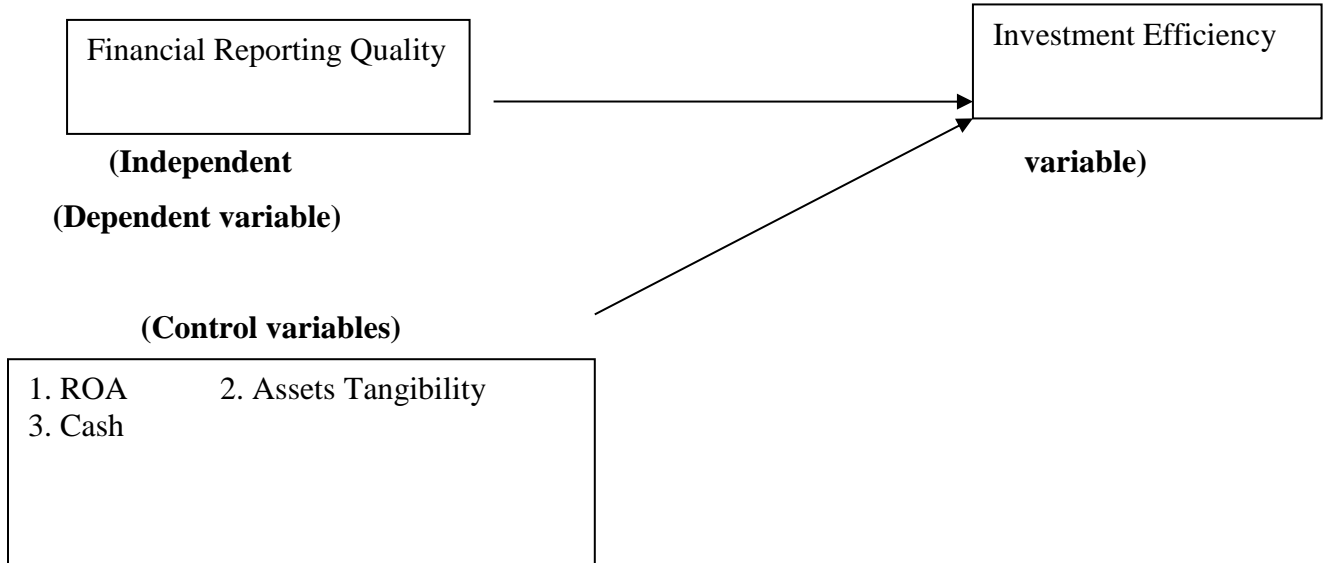 Financial Reporting Quality
Investment Efficiency
(Independent variable)
(Dependent variable)
(Control variables)
1. ROA 2. Assets Tangibility
3. Cash